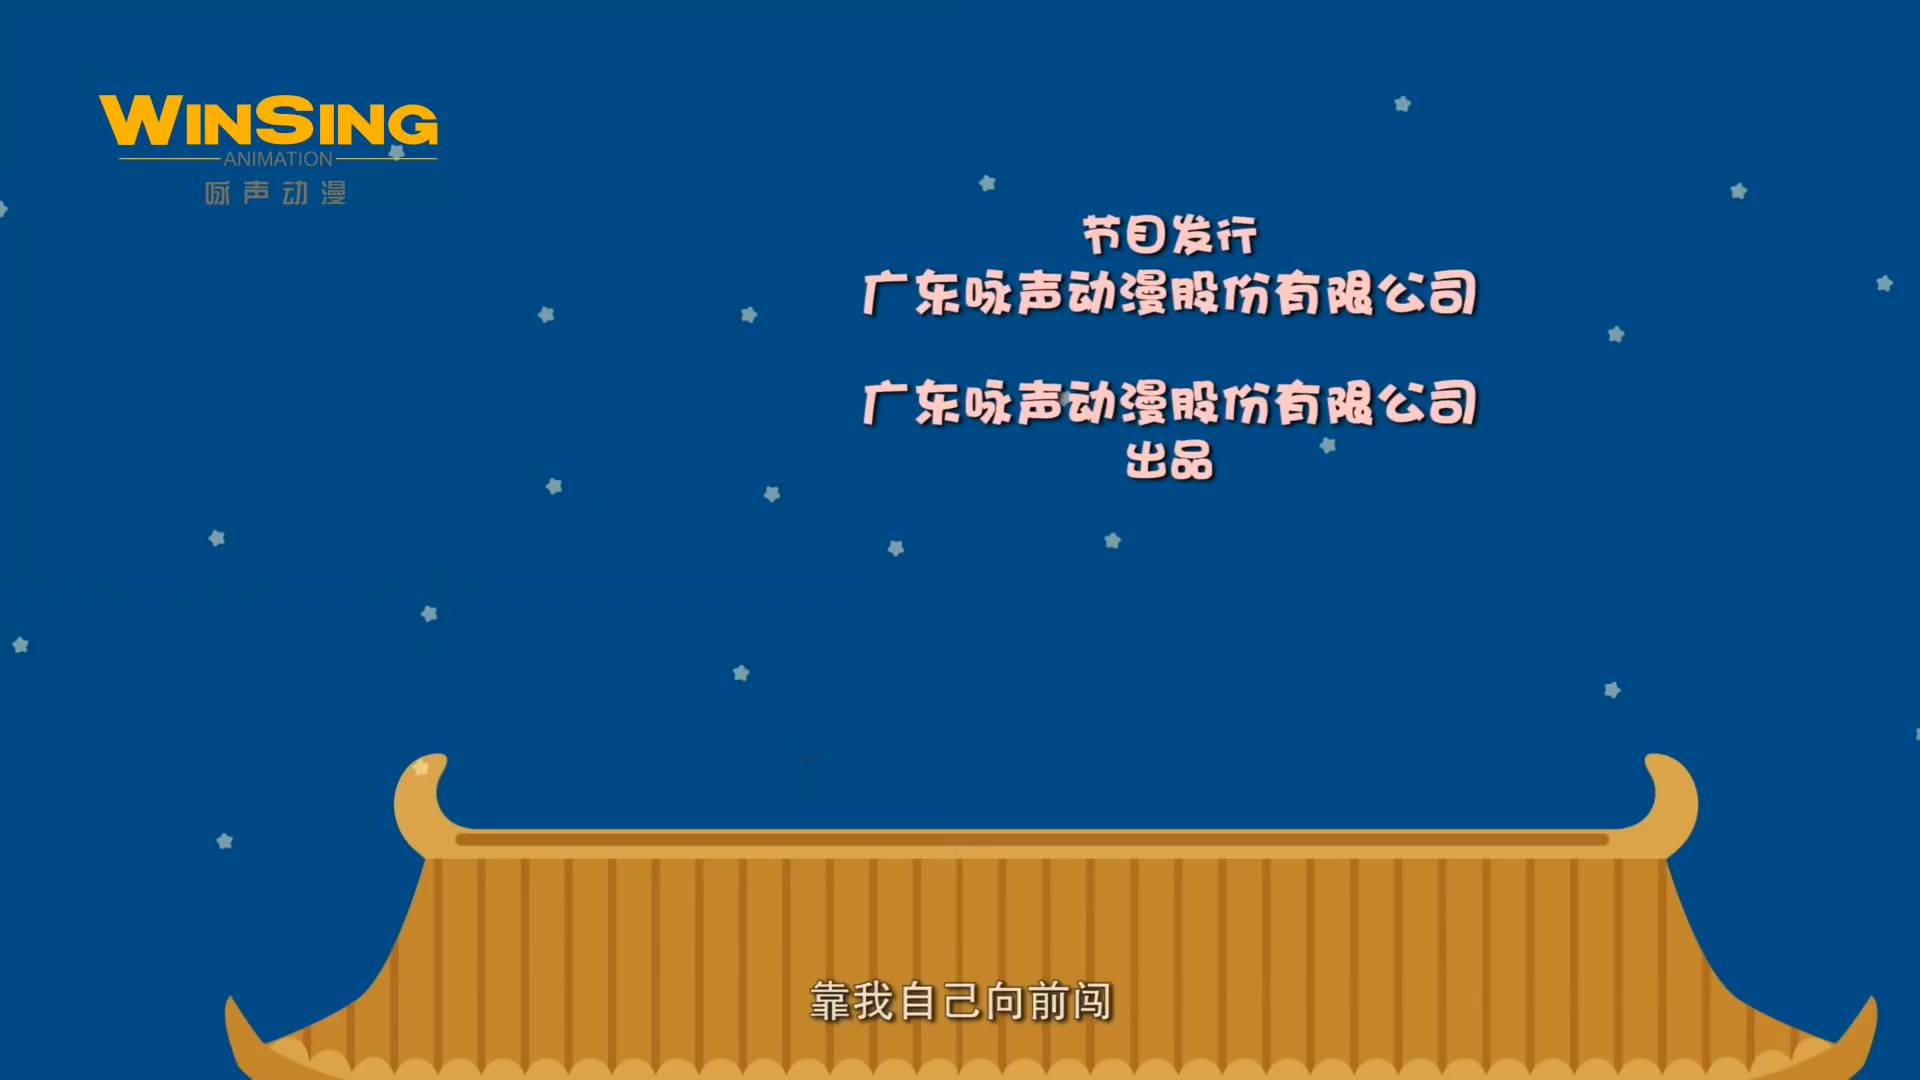 WINSING
ANIMATION
咏声动漫
节目发行
广东咏声动漫股份有限公司
广东咏声动漫股份有限公司
出品
靠我自己向前闯